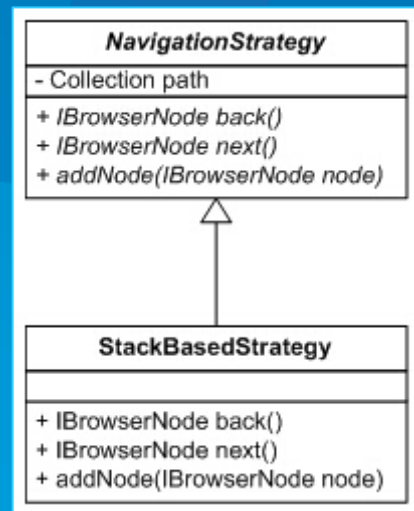 NavigationStrategy
- Collection path
+ IBrowserNode back()
+ IBrowserNode next()
+ addNode(IBrowserNode node)
StackBasedStrategy
+ IBrowserNode back()
+ IBrowserNode next()
+ addNode(IBrowserNode node)